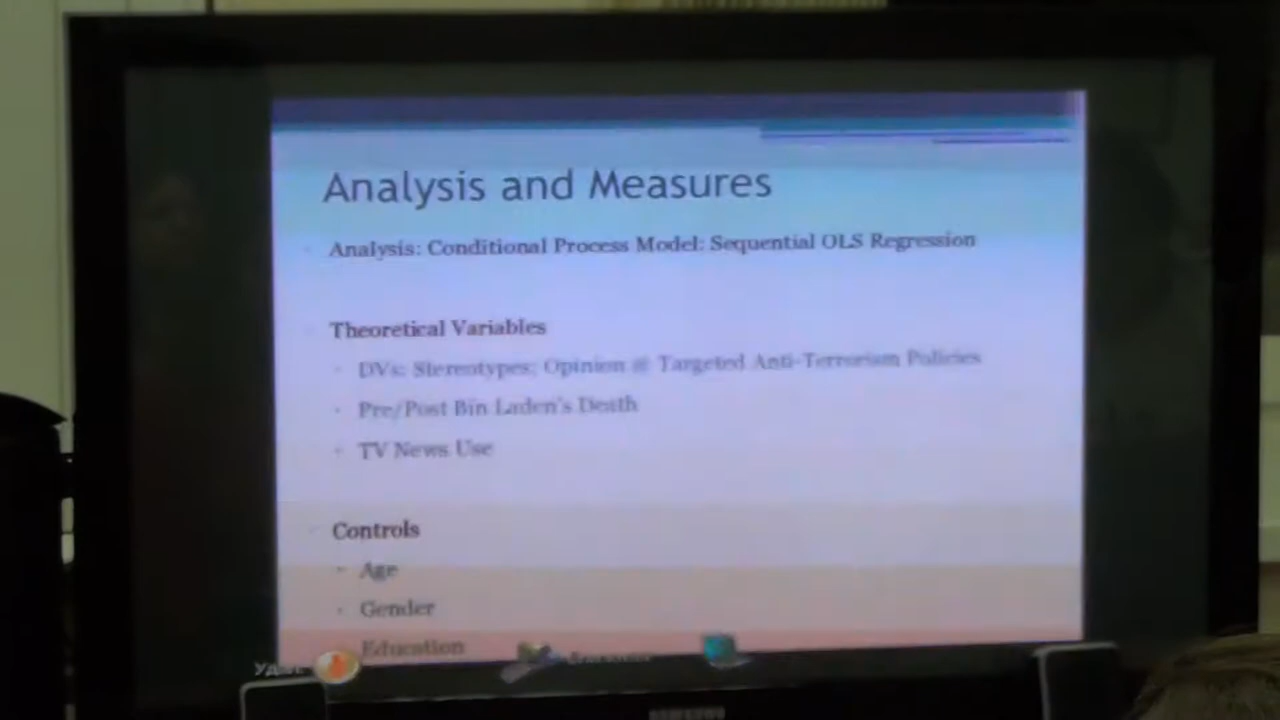 Analysis and Measures
Analysis: Conditional Process Model: Sequential OLS Regression
Theoretical Variables
DVs: Stereotypes; Opinion @ Targeted Anti-Terrorism Policies
Pre/Post Bin Laden's Death
TV News Use
Controls
Age
Gender
Education
SAMSUNG